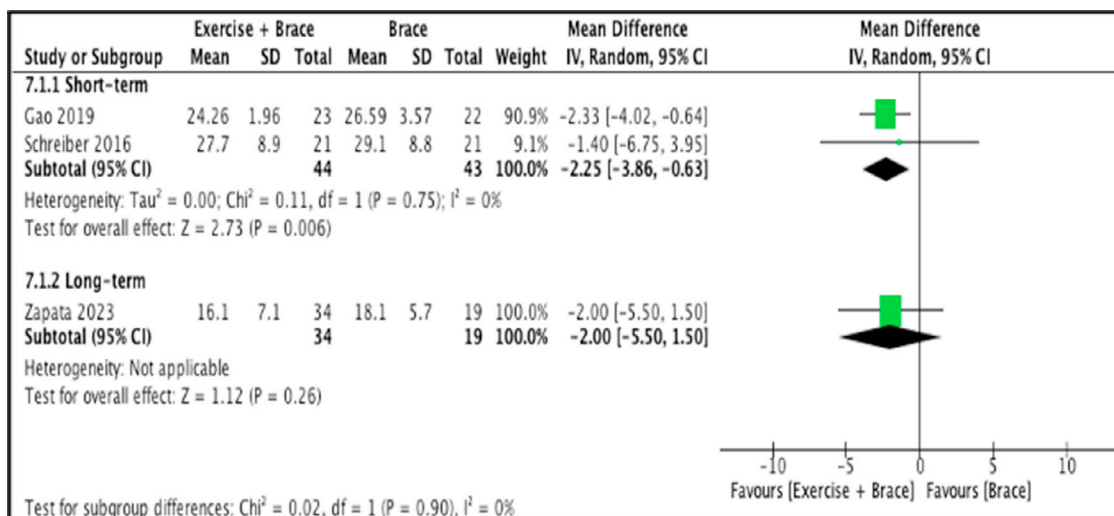 Exercise + Brace Brace Mean Difference Mean Difference
Study or Subgroup Mean SD Total Mean SD Total Weight IV, Random, 95% CI IV, Random, 95% CI
7.1.1 Short-term
Gao 2019 24.26 1.96 23 26.59 3.57 22 90.9% -2.33 [-4.02, -0.64]
Schreiber 2016 27.7 8.9 21 29.1 8.8 21 9.1% -1.40 [-6.75, 3.95]
Subtotal (95% CI) 44 43 100.0% -2.25 [-3.86, -0.63]
Heterogeneity: Tau² = 0.00; Chi² = 0.11, df = 1 (P = 0.75); I² = 0%
Test for overall effect: Z = 2.73 (P = 0.006)
7.1.2 Long-term
Zapata 2023 16.1 7.1 34 18.1 5.7 19 100.0% -2.00 [-5.50, 1.50]
Subtotal (95% CI) 34 19 100.0% -2.00 [-5.50, 1.50]
Heterogeneity: Not applicable
Test for overall effect: Z = 1.12 (P = 0.26)
-10 -5 0 5 10
Favours [Exercise + Brace] Favours [Brace]
Test for subgroup differences: Chi² = 0.02, df = 1 (P = 0.90), I² = 0%